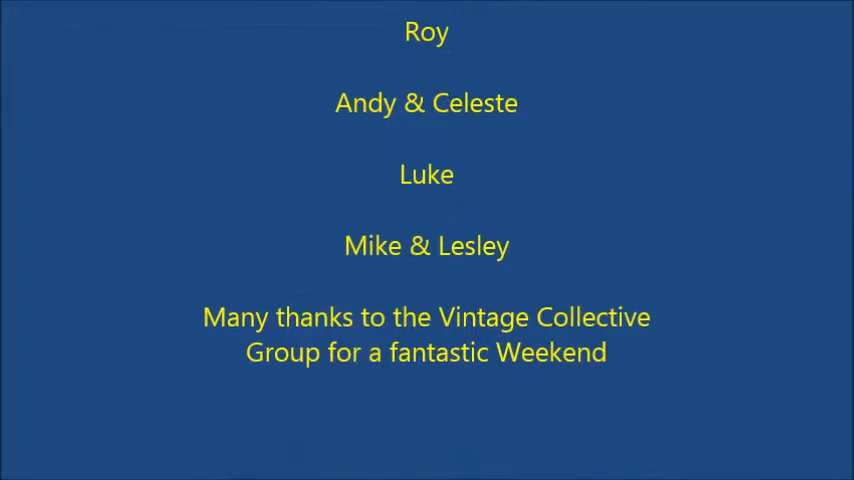 Roy
Andy & Celeste
Luke
Mike & Lesley
Many thanks to the Vintage Collective
Group for a fantastic Weekend